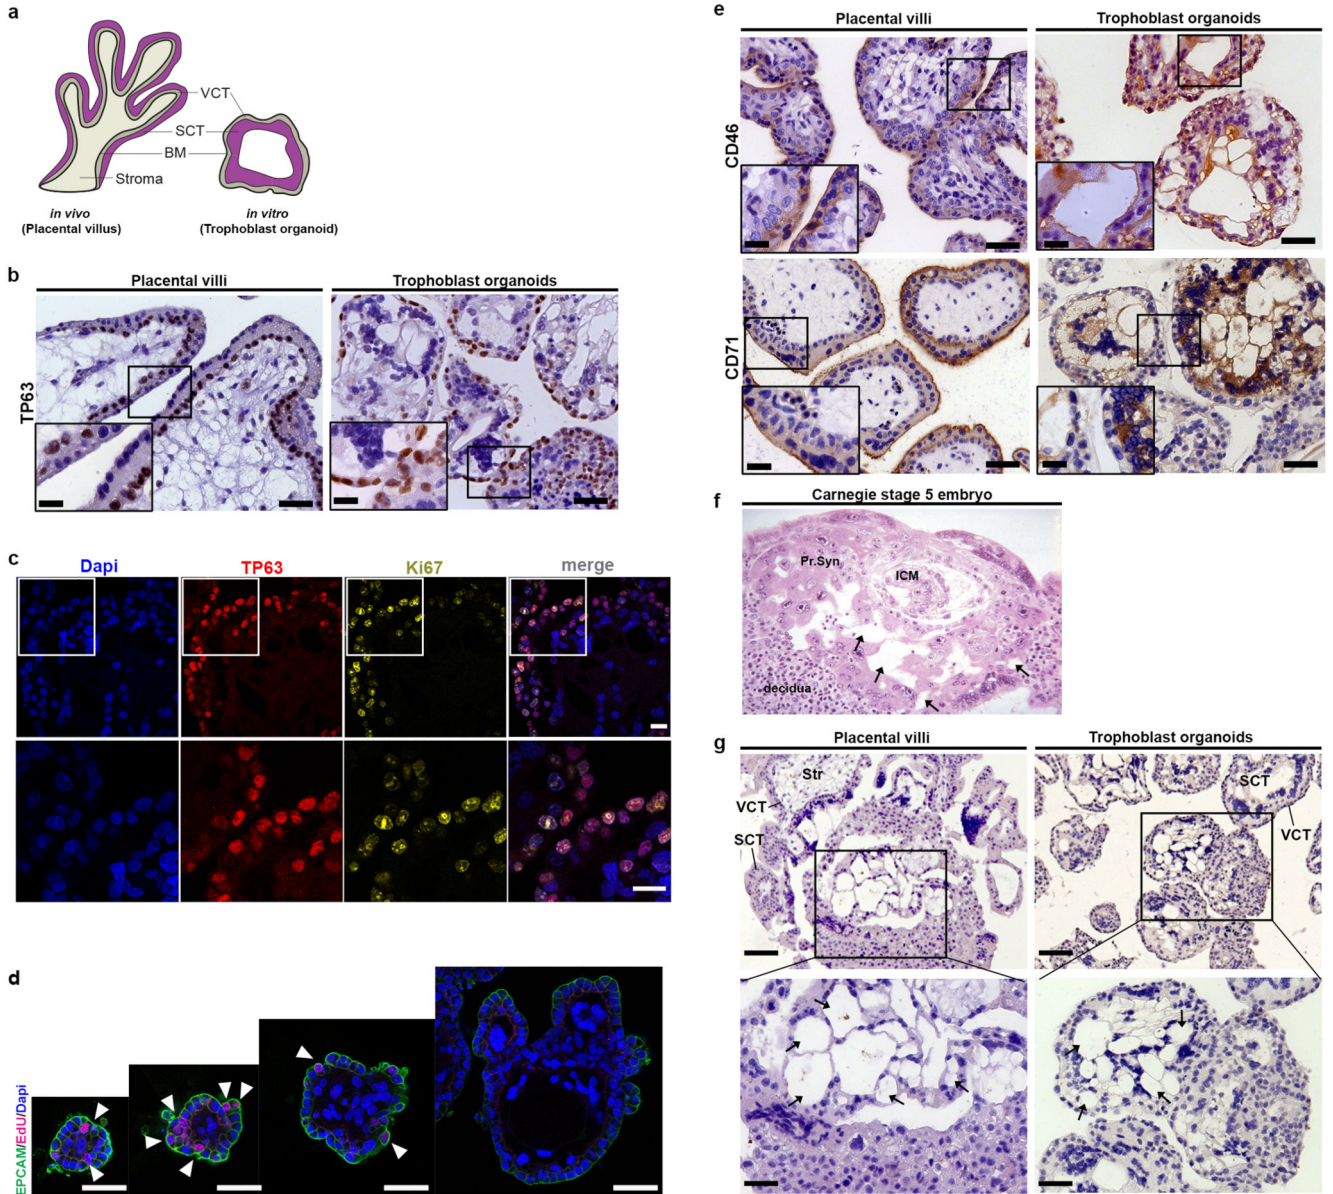 a
VCT
SCT
BM
Stroma
in vivo
(Placental villus)
in vitro
(Trophoblast organoid)
b
Placental villi
Trophoblast organoids
TP63
c
Dapi
TP63
Ki67
merge
d
EPCAM/EdU/Dapi
e
Placental villi
Trophoblast organoids
CD46
CD71
f
Carnegie stage 5 embryo
Pr.Syn
ICM
decidua
g
Placental villi
Trophoblast organoids
Str
VCT
SCT
SCT
VCT